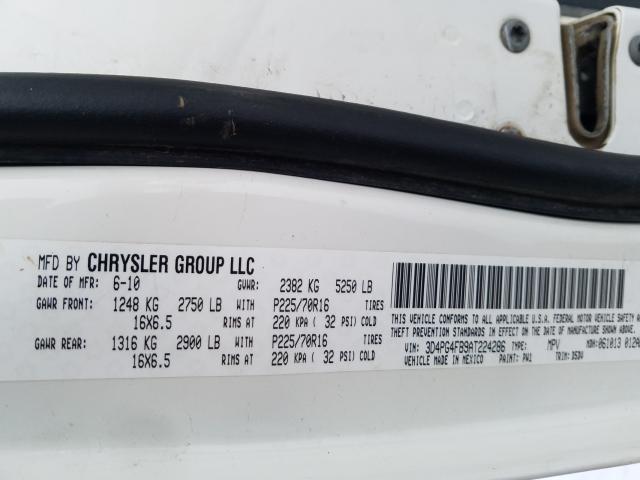 MFD BY CHRYSLER GROUP LLC
DATE OF MFR: 6-10 GVWR: 2382 KG 5250 LB
GAWR FRONT: 1248 KG 2750 LB WITH P225/70R16 TIRES
16X6.5 RIMS AT 220 KPA ( 32 PSI) COLD
GAWR REAR: 1316 KG 2900 LB WITH P225/70R16 TIRES
16X6.5 RIMS AT 220 KPA ( 32 PSI) COLD
THIS VEHICLE CONFORMS TO ALL APPLICABLE U.S.A. FEDERAL MOTOR VEHICLE SAFETY
THEFT PREVENTION STANDARDS IN EFFECT ON THE DATE OF MANUFACTURE SHOWN
VIN: 3D4PG4FB9AT224286 TYPE: MPV MDH: 061013
VEHICLE MADE IN MEXICO PAINT: PW1 TRIM: D5DV